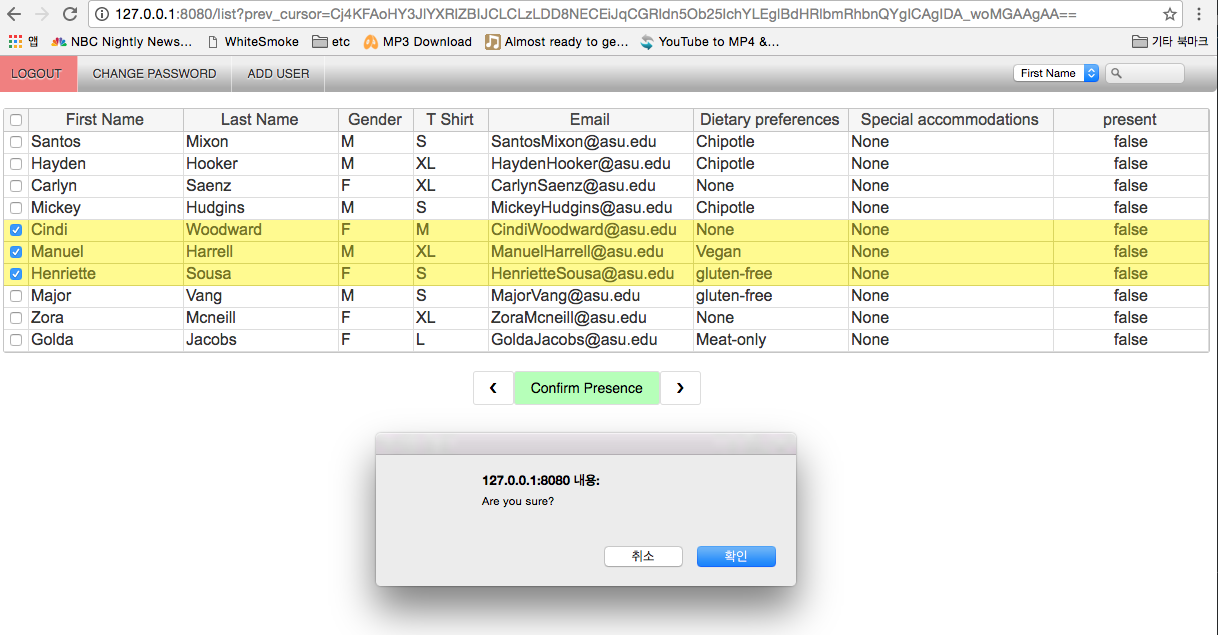 127.0.0.1:8080/list?prev_cursor=Cj4KFAoHY3JlYXRlZBIJCLCLzLDD8NECEiJqCGRldn5Ob25lchYLEglBdHRlbmRhbnQYgICAgIDA_woMGAAgAA==
앱 NBC Nightly News... WhiteSmoke etc MP3 Download Almost ready to ge... YouTube to MP4 &... 기타 북마크
LOGOUT CHANGE PASSWORD ADD USER First Name
First Name Last Name Gender T Shirt Email Dietary preferences Special accommodations present
Santos Mixon M S SantosMixon@asu.edu Chipotle None false
Hayden Hooker M XL HaydenHooker@asu.edu Chipotle None false
Carlyn Saenz F XL CarlynSaenz@asu.edu None None false
Mickey Hudgins M S MickeyHudgins@asu.edu Chipotle None false
Cindi Woodward F M CindiWoodward@asu.edu None None false
Manuel Harrell M XL ManuelHarrell@asu.edu Vegan None false
Henriette Sousa F S HenrietteSousa@asu.edu gluten-free None false
Major Vang M S MajorVang@asu.edu gluten-free None false
Zora Mcneill F XL ZoraMcneill@asu.edu None None false
Golda Jacobs F L GoldaJacobs@asu.edu Meat-only None false
Confirm Presence
127.0.0.1:8080 내용:
Are you sure?
취소 확인